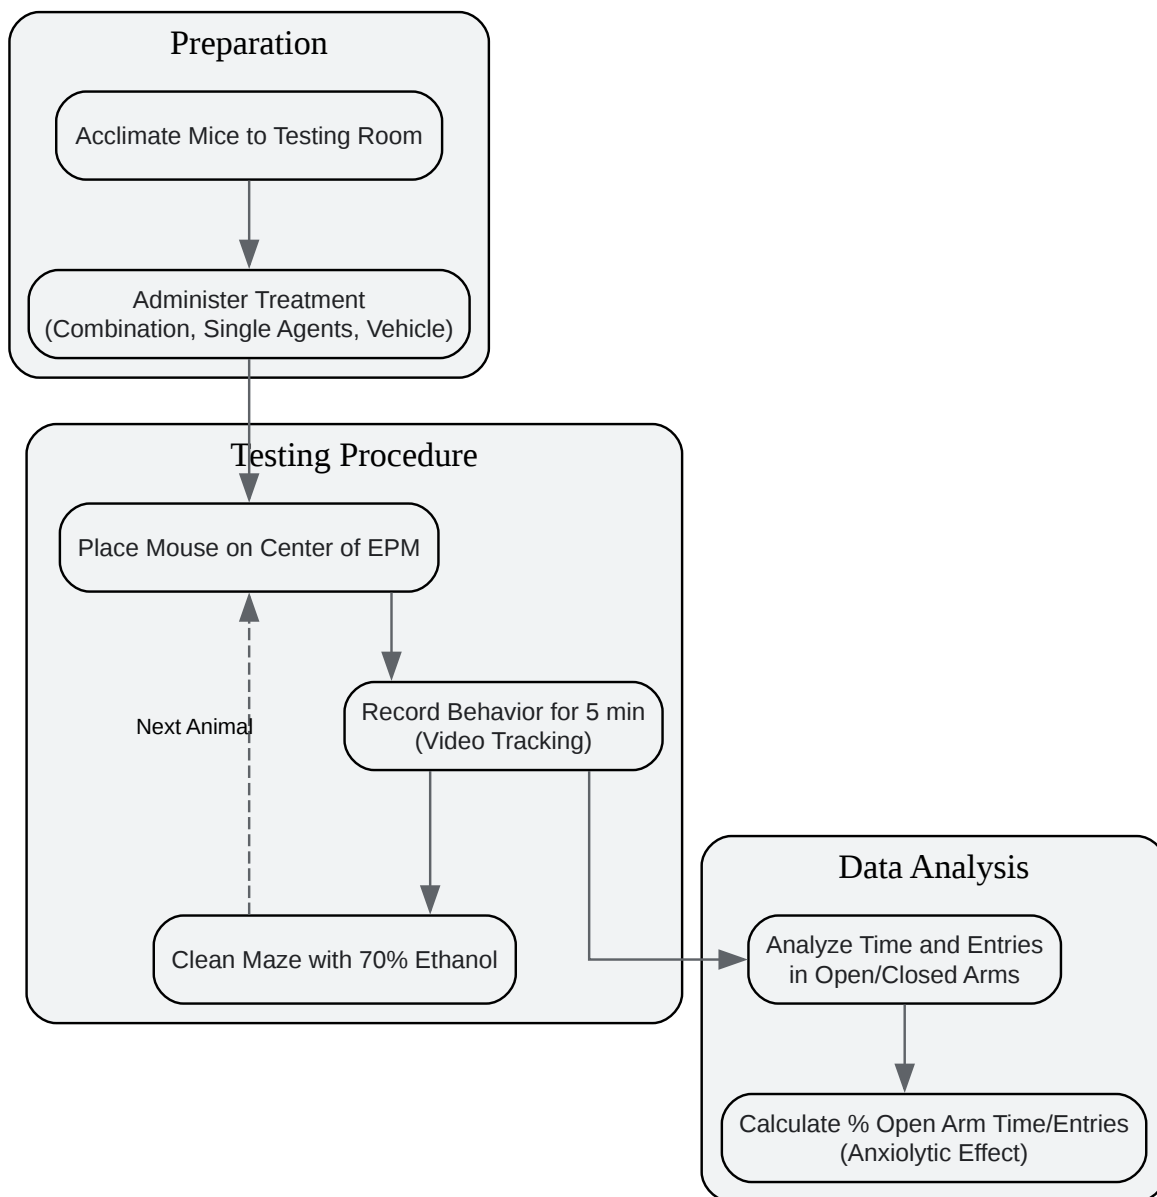 Preparation
Acclimate Mice to Testing Room
Administer Treatment
(Combination, Single Agents, Vehicle)
Testing Procedure
Place Mouse on Center of EPM
Record Behavior for 5 min
(Video Tracking)
Next Animal
Clean Maze with 70% Ethanol
Data Analysis
Analyze Time and Entries
in Open/Closed Arms
Calculate % Open Arm Time/Entries
(Anxiolytic Effect)